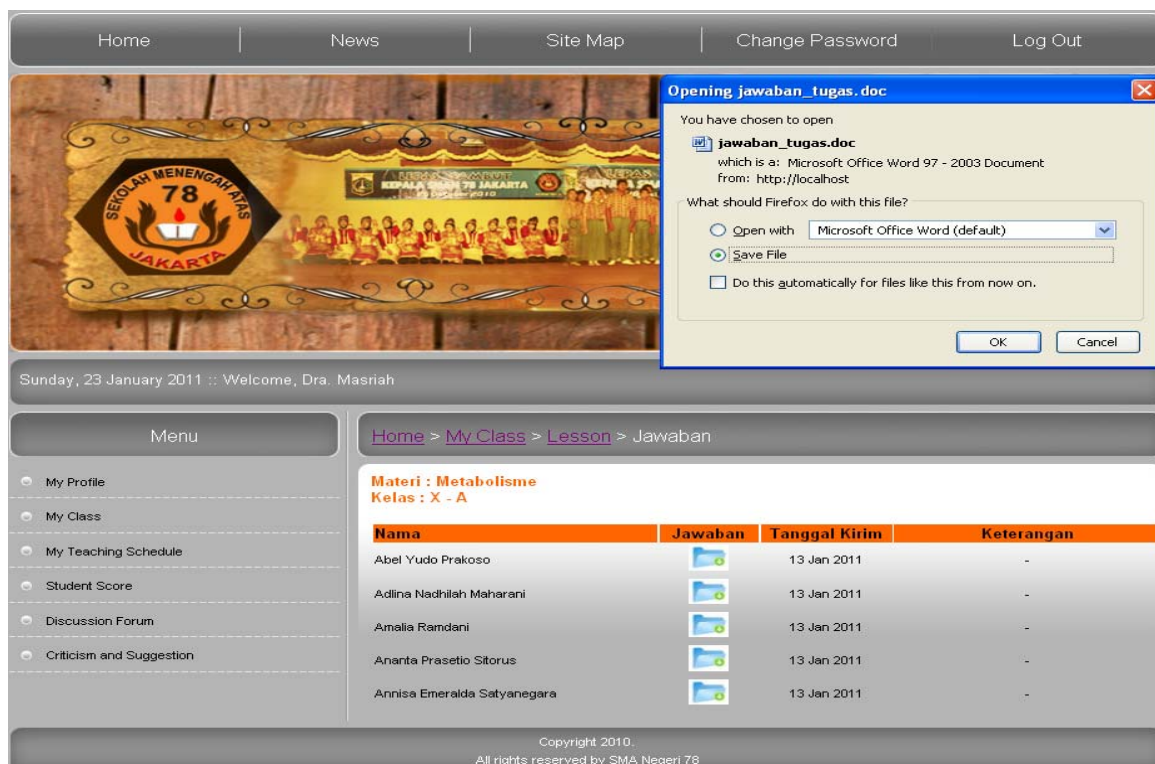 Home
News
Site Map
Change Password
Log Out
SEKOLAH MENENGAH ATAS
78
JAKARTA
LEPAS SAMBUT
KEPALA SMAN 78 JAKARTA
Opening jawaban_tugas.doc
You have chosen to open
jawaban_tugas.doc
which is a: Microsoft Office Word 97 - 2003 Document
from: http://localhost
What should Firefox do with this file?
Open with Microsoft Office Word (default)
Save File
Do this automatically for files like this from now on.
OK Cancel
Sunday, 23 January 2011 :: Welcome, Dra. Masriah
Menu
My Profile
My Class
My Teaching Schedule
Student Score
Discussion Forum
Criticism and Suggestion
Home > My Class > Lesson > Jawaban
Materi : Metabolisme
Kelas : X - A
Nama Jawaban Tanggal Kirim Keterangan
Abel Yudo Prakoso 13 Jan 2011 -
Adlina Nadhilah Maharani 13 Jan 2011 -
Amalia Ramdani 13 Jan 2011 -
Ananta Prasetio Sitorus 13 Jan 2011 -
Annisa Emeralda Satyanegara 13 Jan 2011 -
Copyright 2010.
All rights reserved by SMA Negeri 78